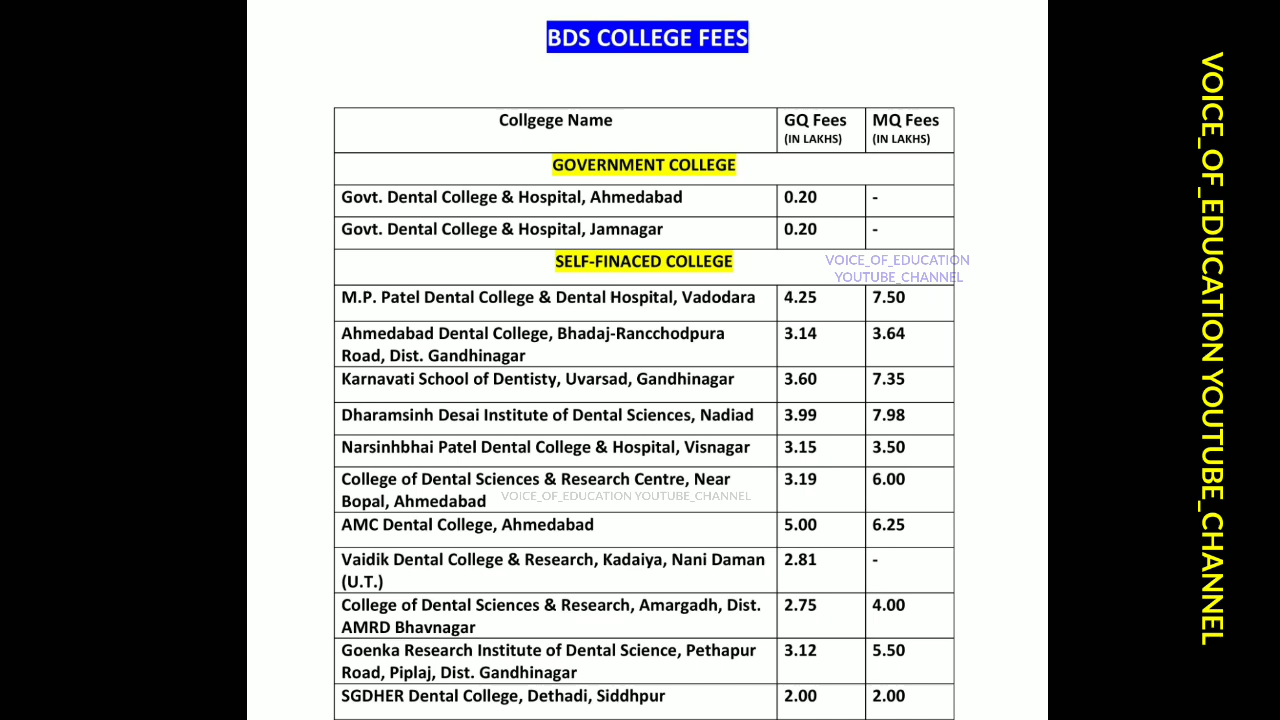 BDS COLLEGE FEES
Collgege Name GQ Fees MQ Fees
(IN LAKHS) (IN LAKHS)
GOVERNMENT COLLEGE
Govt. Dental College & Hospital, Ahmedabad 0.20 -
Govt. Dental College & Hospital, Jamnagar 0.20 -
SELF-FINACED COLLEGE
VOICE_OF_EDUCATION
YOUTUBE_CHANNEL
M.P. Patel Dental College & Dental Hospital, Vadodara 4.25 7.50
Ahmedabad Dental College, Bhadaj-Rancchodpura 3.14 3.64
Road, Dist. Gandhinagar
Karnavati School of Dentisty, Uvarsad, Gandhinagar 3.60 7.35
Dharamsinh Desai Institute of Dental Sciences, Nadiad 3.99 7.98
Narsinhbhai Patel Dental College & Hospital, Visnagar 3.15 3.50
College of Dental Sciences & Research Centre, Near 3.19 6.00
Bopal, Ahmedabad
VOICE_OF_EDUCATION YOUTUBE_CHANNEL
AMC Dental College, Ahmedabad 5.00 6.25
Vaidik Dental College & Research, Kadaiya, Nani Daman 2.81 -
(U.T.)
College of Dental Sciences & Research, Amargadh, Dist. 2.75 4.00
AMRD Bhavnagar
Goenka Research Institute of Dental Science, Pethapur 3.12 5.50
Road, Piplaj, Dist. Gandhinagar
SGDHER Dental College, Dethadi, Siddhpur 2.00 2.00
VOICE_OF_EDUCATION YOUTUBE_CHANNEL